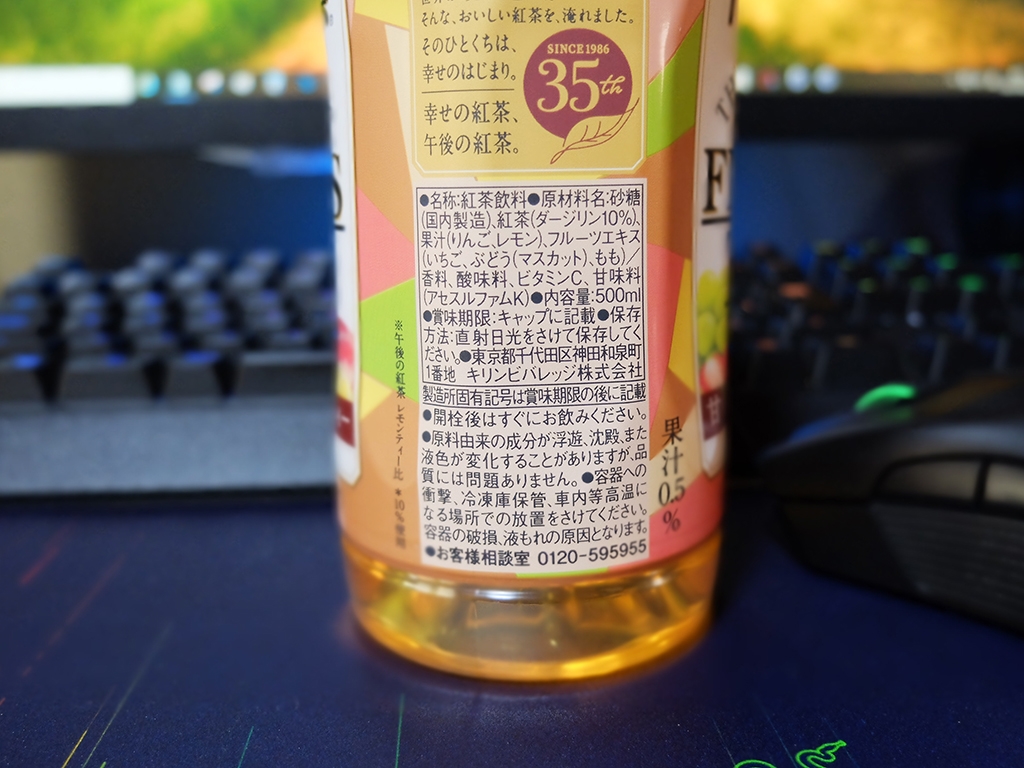 そんな、おいしい紅茶を、淹れました。
そのひとくちは、
幸せのはじまり。
幸せの紅茶、
午後の紅茶。
SINCE1986
35th
●名称:紅茶飲料●原材料名:砂糖
(国内製造)、紅茶(ダージリン10%)、
果汁(りんご、レモン)、フルーツエキス
(いちご、ぶどう(マスカット)、もも)/
香料、酸味料、ビタミンC、甘味料
(アセスルファムK)●内容量:500ml
●賞味期限:キャップに記載●保存
方法:直射日光をさけて保存してく
ださい。●東京都千代田区神田和泉町
1番地 キリンビバレッジ株式会社
製造所固有記号は賞味期限の後に記載
●開栓後はすぐにお飲みください。
●原料由来の成分が浮遊、沈殿、また
液色が変化することがありますが、品
質には問題ありません。●容器への
衝撃、冷凍庫保管、車内等高温に
なる場所での放置をさけてください。
容器の破損、液もれの原因となります。
●お客様相談室 0120-595955
※午後の紅茶 レモンティー比 *10%使用
果汁0.5%